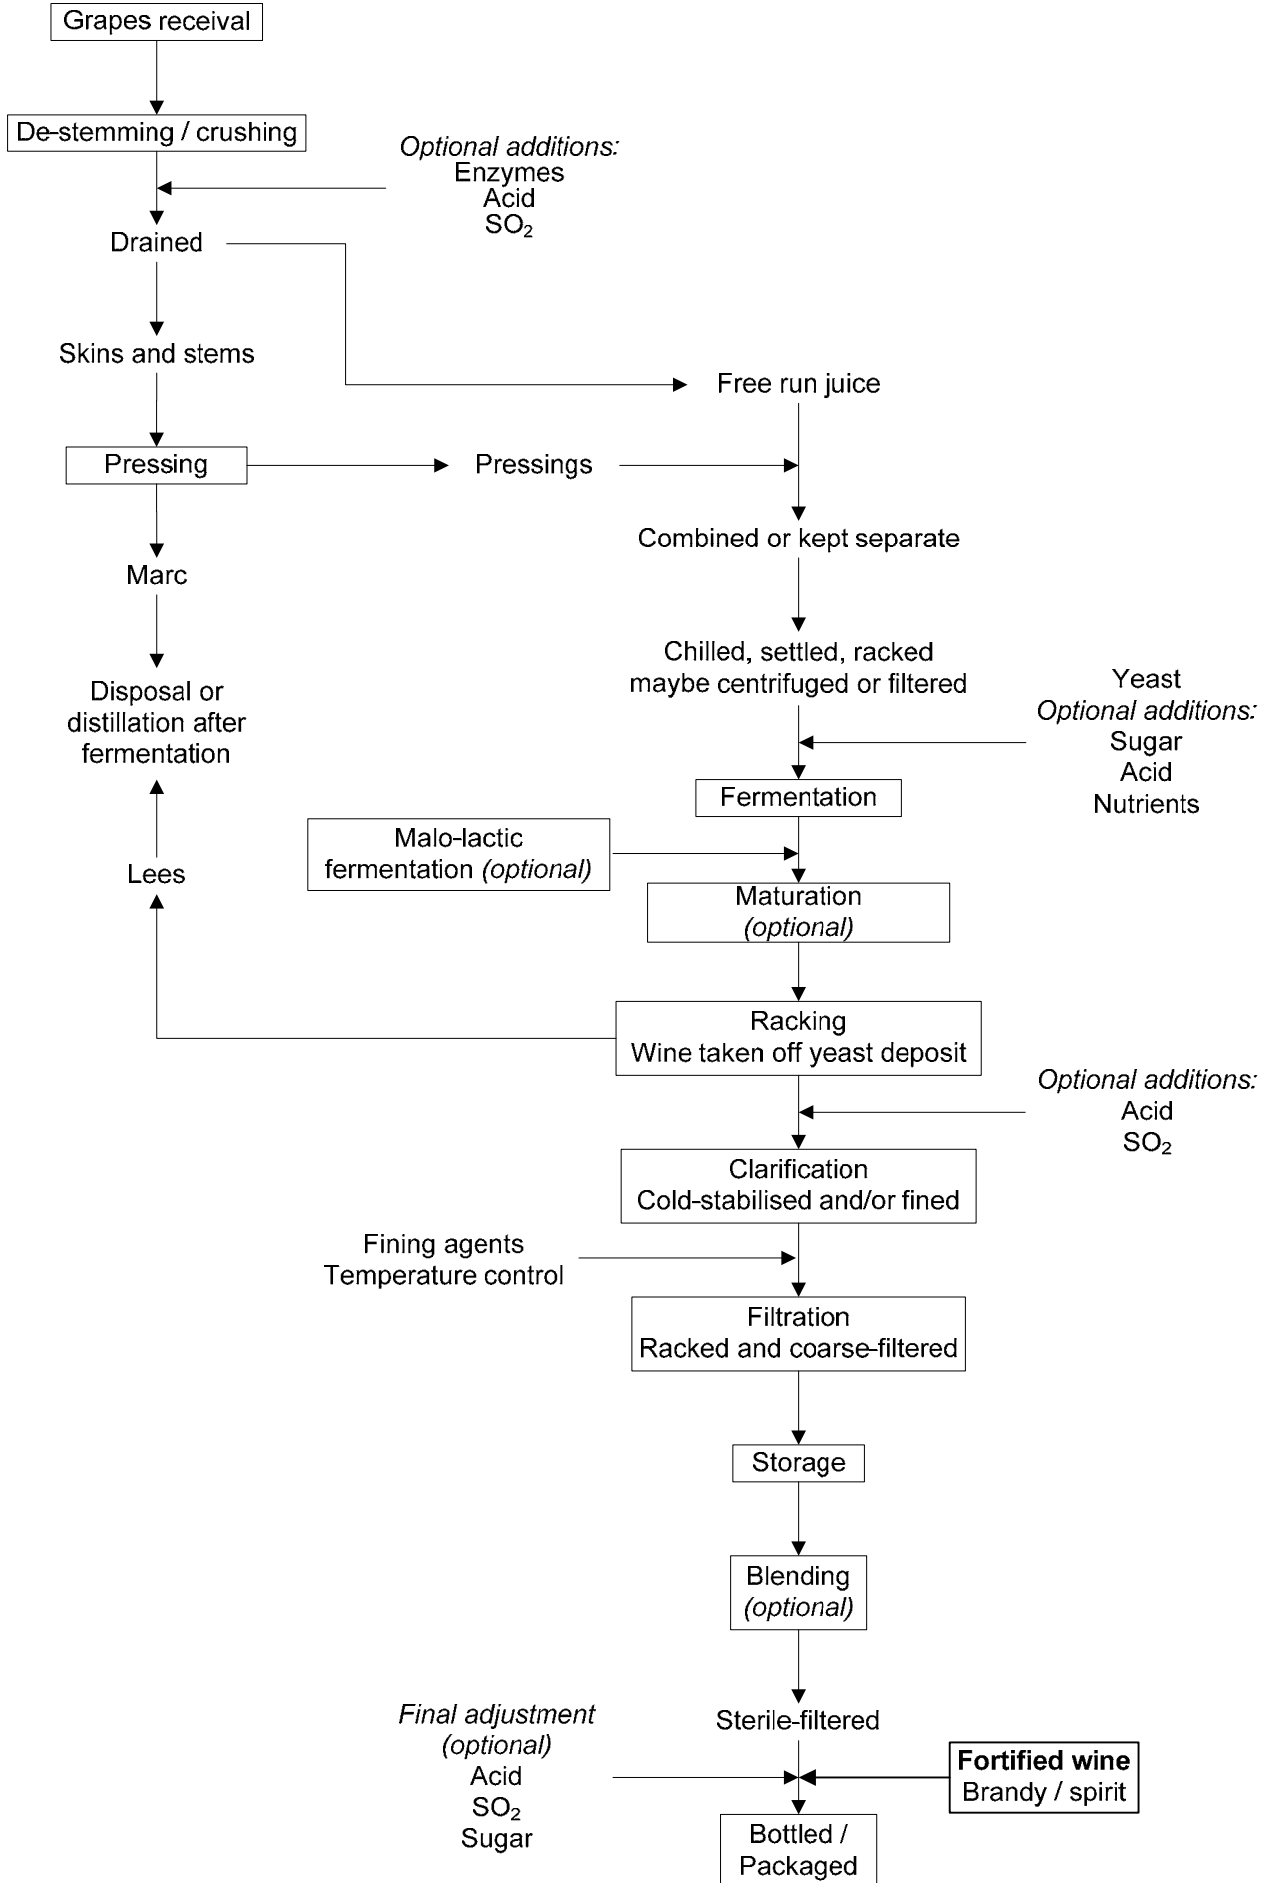 Grapes receival
De-stemming / crushing
Optional additions:
Enzymes
Acid
SO₂
Drained
Skins and stems
Free run juice
Pressing
Pressings
Combined or kept separate
Marc
Chilled, settled, racked
maybe centrifuged or filtered
Disposal or
distillation after
fermentation
Yeast
Optional additions:
Sugar
Acid
Nutrients
Fermentation
Malo-lactic
fermentation (optional)
Lees
Maturation
(optional)
Racking
Wine taken off yeast deposit
Optional additions:
Acid
SO₂
Clarification
Cold-stabilised and/or fined
Fining agents
Temperature control
Filtration
Racked and coarse-filtered
Storage
Blending
(optional)
Sterile-filtered
Final adjustment
(optional)
Acid
SO₂
Sugar
Fortified wine
Brandy / spirit
Bottled /
Packaged